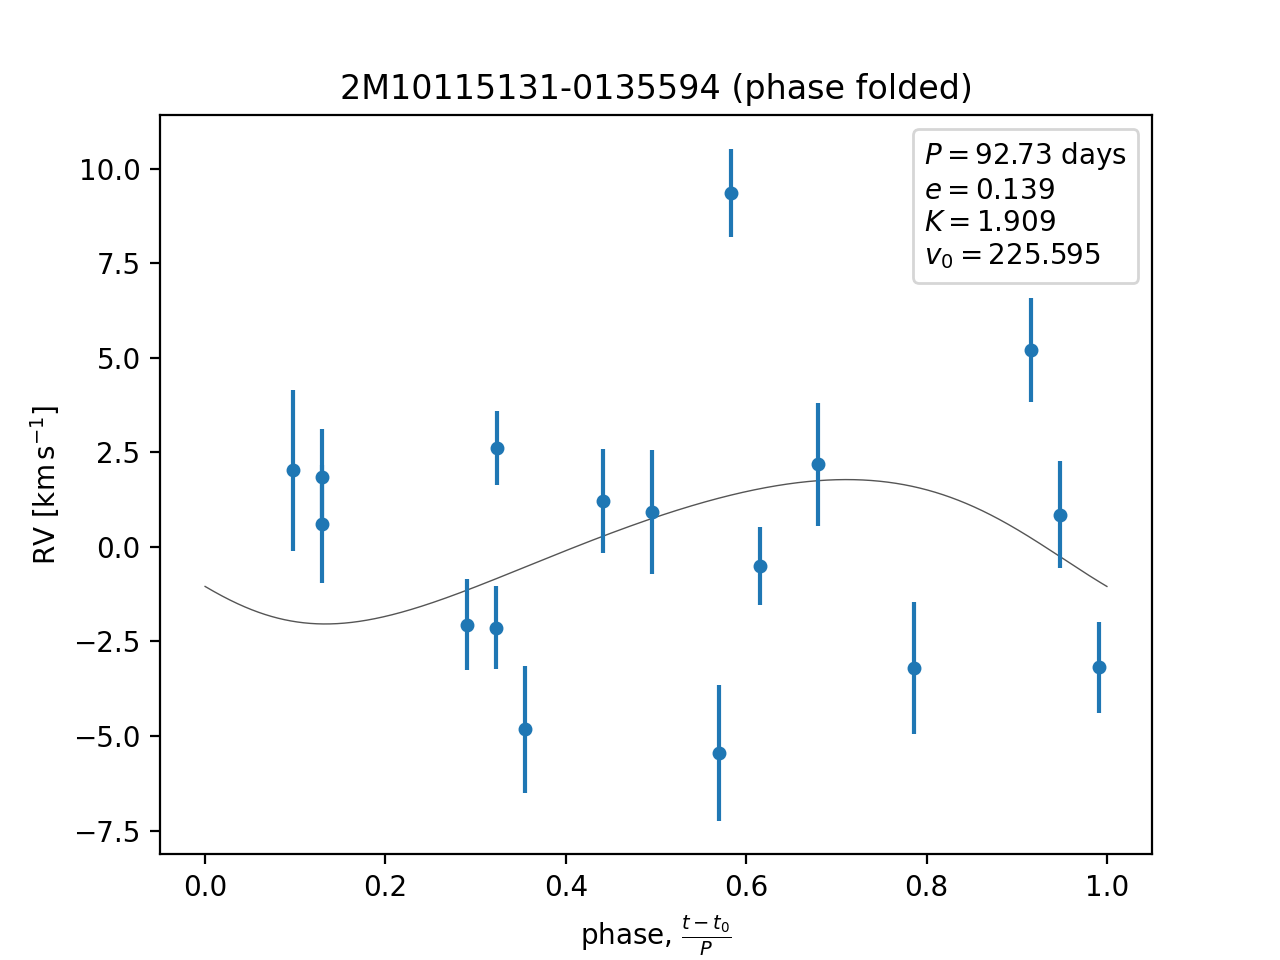 2M10115131-0135594 (phase folded)
P = 92.73 days
e = 0.139
K = 1.909
v₀ = 225.595
RV [km s⁻¹]
10.0
7.5
5.0
2.5
0.0
−2.5
−5.0
−7.5
0.0 0.2 0.4 0.6 0.8 1.0
phase, (t − t₀)/P